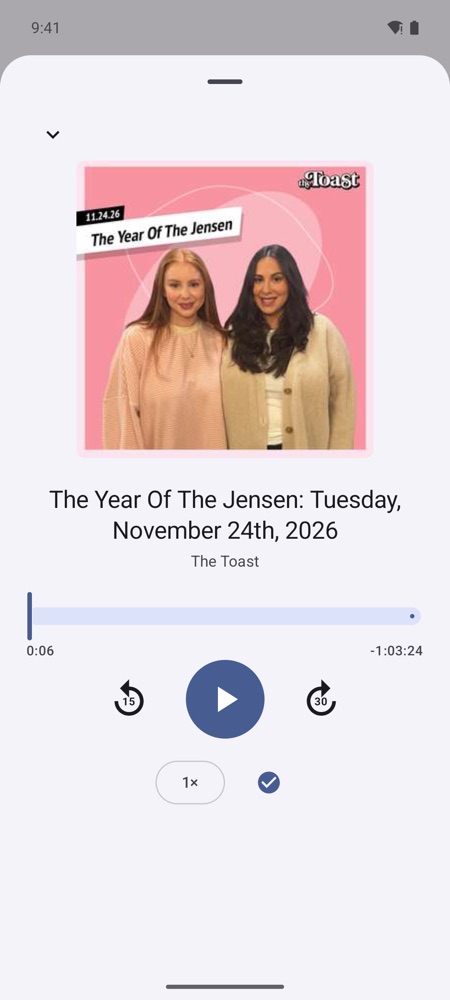 9:41
the Toast
11.24.26
The Year Of The Jensen
The Year Of The Jensen: Tuesday,
November 24th, 2026
The Toast
0:06
-1:03:24
15
30
1×